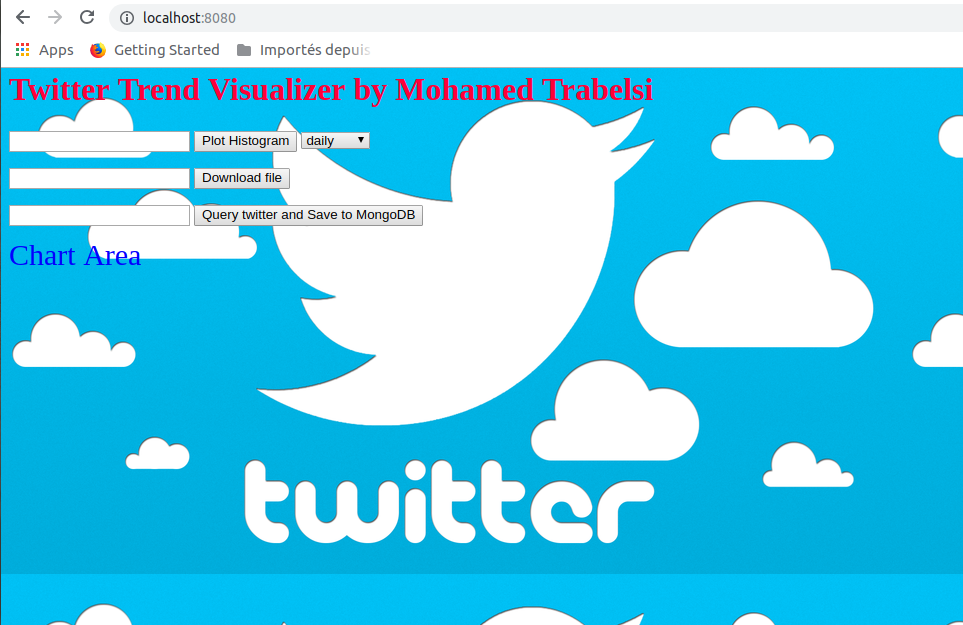 localhost:8080
Apps Getting Started Importés depuis
Twitter Trend Visualizer by Mohamed Trabelsi
Plot Histogram daily
Download file
Query twitter and Save to MongoDB
Chart Area
twitter